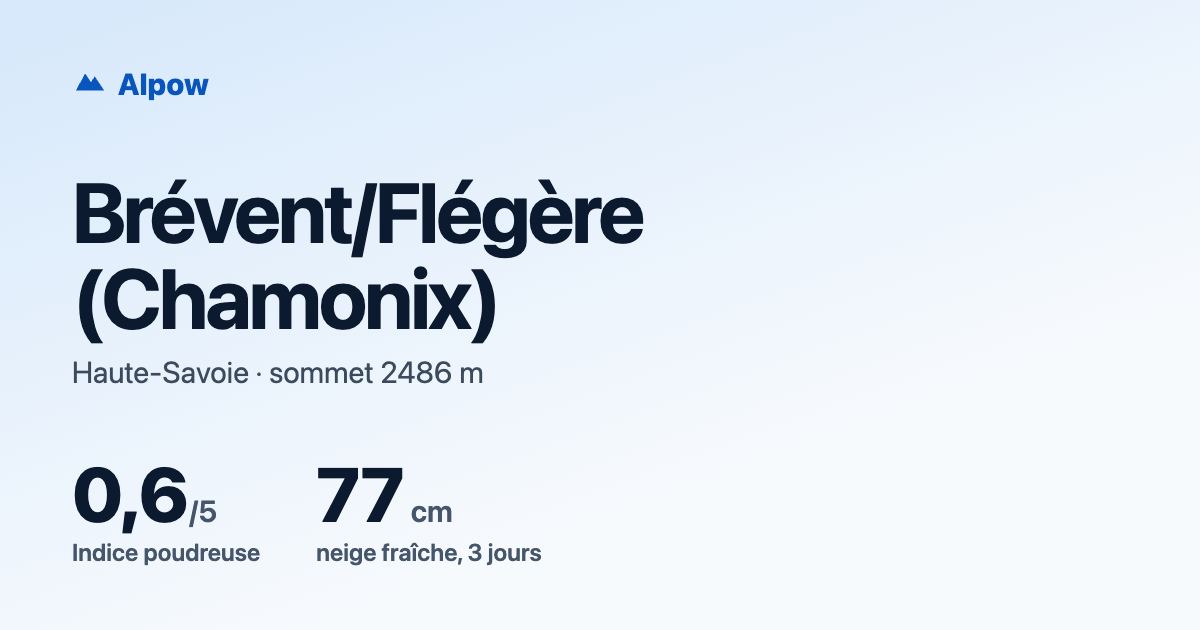 Alpow
Brévent/Flégère
(Chamonix)
Haute-Savoie · sommet 2486 m
0,6/5 77 cm
Indice poudreuse neige fraîche, 3 jours